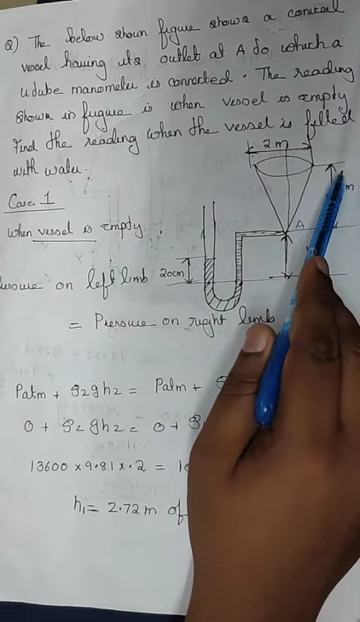 Q) The below shown figure shows a conical
vessel having its outlet at A to which a
u tube manometer is connected. The reading
shown in figure is when vessel is empty
Find the reading when the vessel is filled
with water.
2m
m
A
Case 1
When vessel is empty.
on left limb
20cm
= Pressure on right limb
Patm + S2gh2 = Patm +
0 + S2gh2 = 0 +
13600 × 9.81 × .2 =
h1 = 2.72 m of